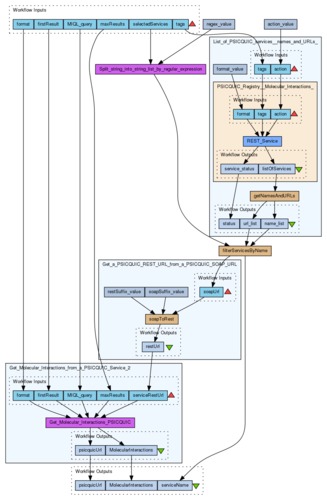 Workflow Inputs
format firstResult MIQL_query maxResults selectedServices tags
regex_value action_value
List_of_PSICQUIC_services__names_and_URLs_
Split_string_into_string_list_by_regular_expression
format_value
Workflow Inputs
tags action
PSICQUIC_Registry__Molecular_Interactions_
Workflow Inputs
format tags action
REST_Service
Workflow Outputs
service_status listOfServices
getNamesAndURLs
Workflow Outputs
status url_list name_list
filterServicesByName
Get_a_PSICQUIC_REST_URL_from_a_PSICQUIC_SOAP_URL
restSuffix_value soapSuffix_value
Workflow Inputs
soapUrl
soapToRest
Workflow Outputs
restUrl
Get_Molecular_Interactions_from_a_PSICQUIC_Service_2
Workflow Inputs
format firstResult MIQL_query maxResults serviceRestUrl
Get_Molecular_Interactions_PSICQUIC
Workflow Outputs
psicquicUrl MolecularInteractions
Workflow Outputs
psicquicUrl MolecularInteractions serviceName